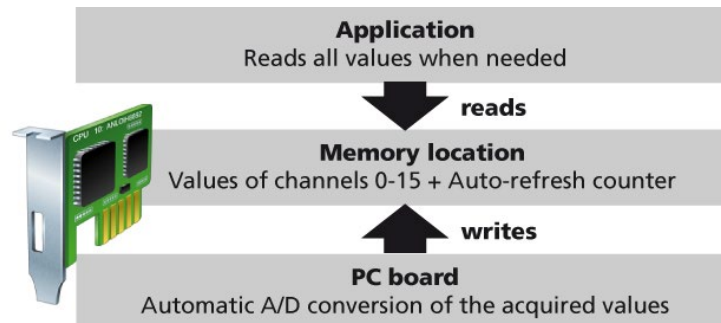 Application
Reads all values when needed
reads
Memory location
Values of channels 0-15 + Auto-refresh counter
writes
PC board
Automatic A/D conversion of the acquired values